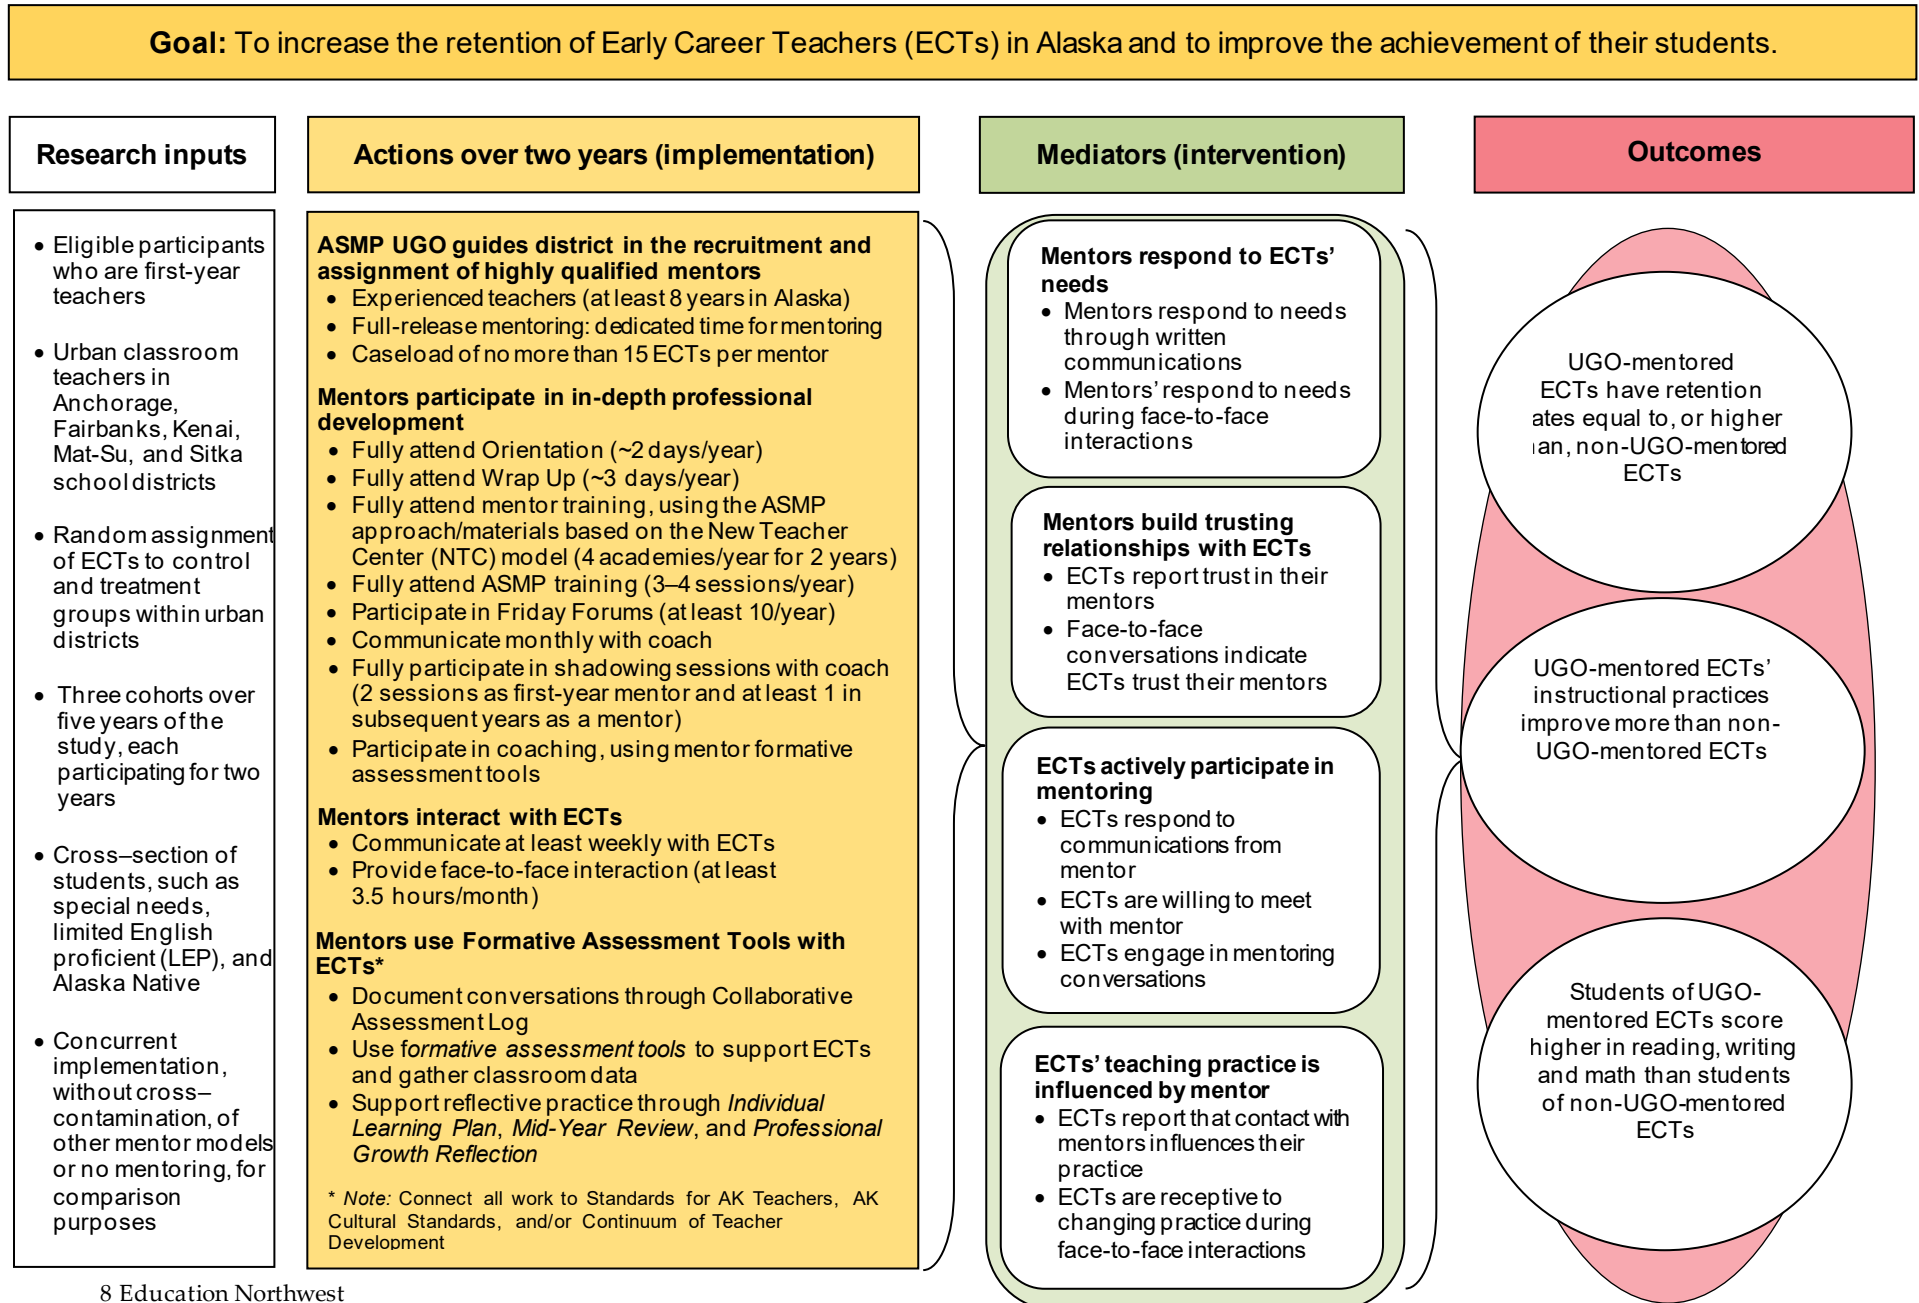 Goal: To increase the retention of Early Career Teachers (ECTs) in Alaska and to improve the achievement of their students.
Research inputs
• Eligible participants
who are first-year
teachers
• Urban classroom
teachers in
Anchorage,
Fairbanks, Kenai,
Mat-Su, and Sitka
school districts
• Random assignment
of ECTs to control
and treatment
groups within urban
districts
• Three cohorts over
five years of the
study, each
participating for two
years
• Cross–section of
students, such as
special needs,
limited English
proficient (LEP), and
Alaska Native
• Concurrent
implementation,
without cross–
contamination, of
other mentor models
or no mentoring, for
comparison
purposes
Actions over two years (implementation)
ASMP UGO guides district in the recruitment and
assignment of highly qualified mentors
• Experienced teachers (at least 8 years in Alaska)
• Full-release mentoring: dedicated time for mentoring
• Caseload of no more than 15 ECTs per mentor
Mentors participate in in-depth professional
development
• Fully attend Orientation (~2 days/year)
• Fully attend Wrap Up (~3 days/year)
• Fully attend mentor training, using the ASMP
approach/materials based on the New Teacher
Center (NTC) model (4 academies/year for 2 years)
• Fully attend ASMP training (3–4 sessions/year)
• Participate in Friday Forums (at least 10/year)
• Communicate monthly with coach
• Fully participate in shadowing sessions with coach
(2 sessions as first-year mentor and at least 1 in
subsequent years as a mentor)
• Participate in coaching, using mentor formative
assessment tools
Mentors interact with ECTs
• Communicate at least weekly with ECTs
• Provide face-to-face interaction (at least
3.5 hours/month)
Mentors use Formative Assessment Tools with
ECTs*
• Document conversations through Collaborative
Assessment Log
• Use formative assessment tools to support ECTs
and gather classroom data
• Support reflective practice through Individual
Learning Plan, Mid-Year Review, and Professional
Growth Reflection
* Note: Connect all work to Standards for AK Teachers, AK
Cultural Standards, and/or Continuum of Teacher
Development
Mediators (intervention)
Mentors respond to ECTs’
needs
• Mentors respond to needs
through written
communications
• Mentors’ respond to needs
during face-to-face
interactions
Mentors build trusting
relationships with ECTs
• ECTs report trust in their
mentors
• Face-to-face
conversations indicate
ECTs trust their mentors
ECTs actively participate in
mentoring
• ECTs respond to
communications from
mentor
• ECTs are willing to meet
with mentor
• ECTs engage in mentoring
conversations
ECTs’ teaching practice is
influenced by mentor
• ECTs report that contact with
mentors influences their
practice
• ECTs are receptive to
changing practice during
face-to-face interactions
Outcomes
UGO-mentored
ECTs have retention
ates equal to, or higher
an, non-UGO-mentored
ECTs
UGO-mentored ECTs’
instructional practices
improve more than non-
UGO-mentored ECTs
Students of UGO-
mentored ECTs score
higher in reading, writing
and math than students
of non-UGO-mentored
ECTs
8 Education Northwest